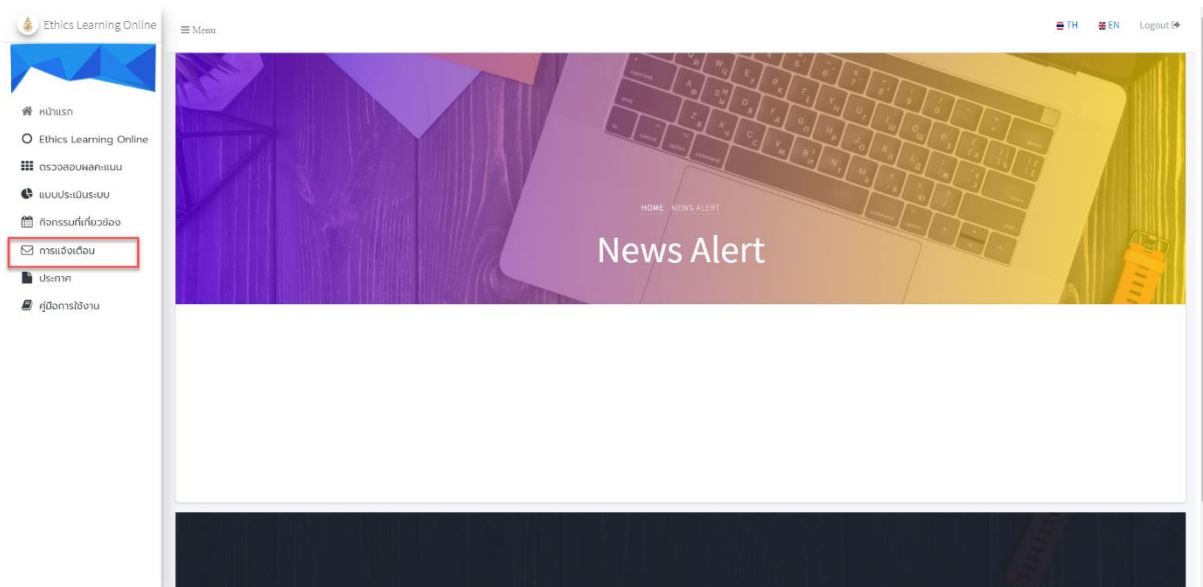 Ethics Learning Online
Menu
TH EN Logout
หน้าแรก
Ethics Learning Online
ตรวจสอบผลคะแนน
แบบประเมินระบบ
กิจกรรมที่เกี่ยวข้อง
การแจ้งเตือน
ประกาศ
คู่มือการใช้งาน
HOME NEWS ALERT
News Alert